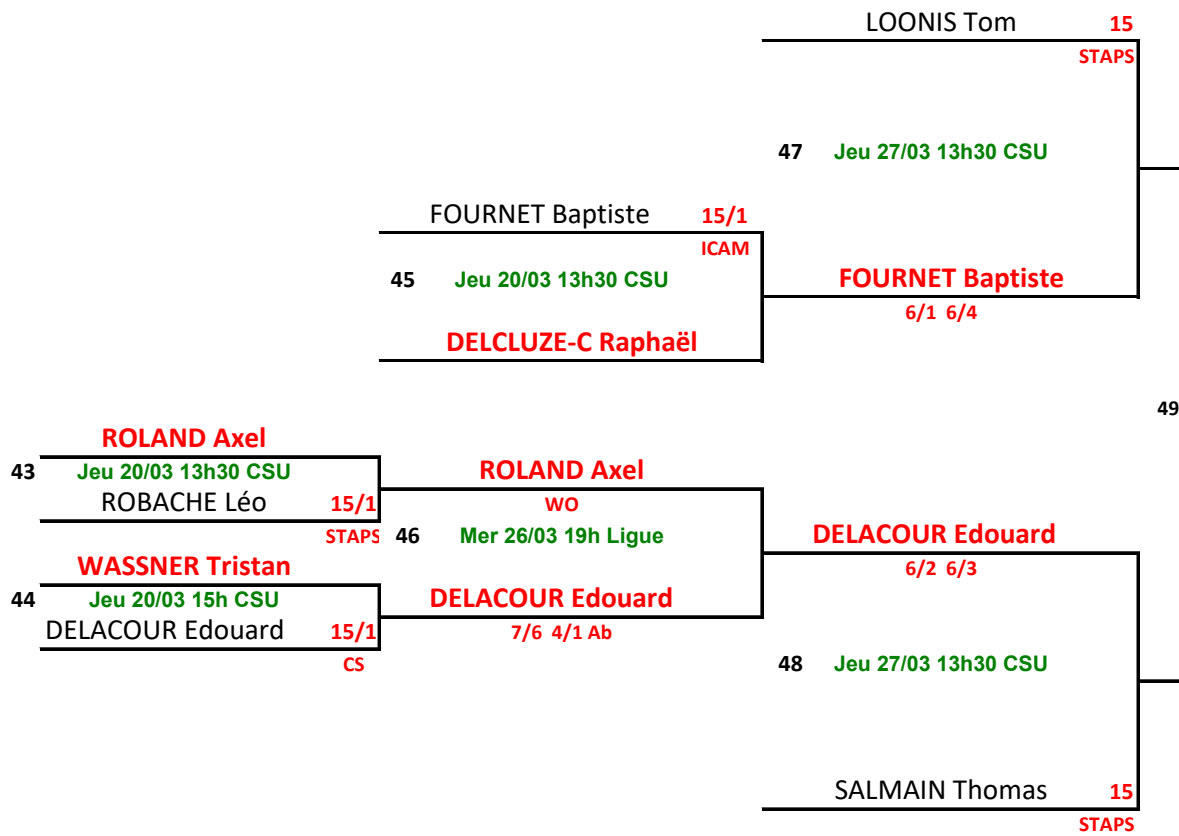 LOONIS Tom 15
STAPS
47 Jeu 27/03 13h30 CSU
FOURNET Baptiste 15/1
ICAM
45 Jeu 20/03 13h30 CSU
FOURNET Baptiste
6/1 6/4
DELCLUZE-C Raphaël
49
ROLAND Axel
43 Jeu 20/03 13h30 CSU
ROLAND Axel
ROBACHE Léo 15/1
WO
STAPS
46 Mer 26/03 19h Ligue
DELACOUR Edouard
6/2 6/3
WASSNER Tristan
44 Jeu 20/03 15h CSU
DELACOUR Edouard
DELACOUR Edouard 15/1
7/6 4/1 Ab
CS
48 Jeu 27/03 13h30 CSU
SALMAIN Thomas 15
STAPS